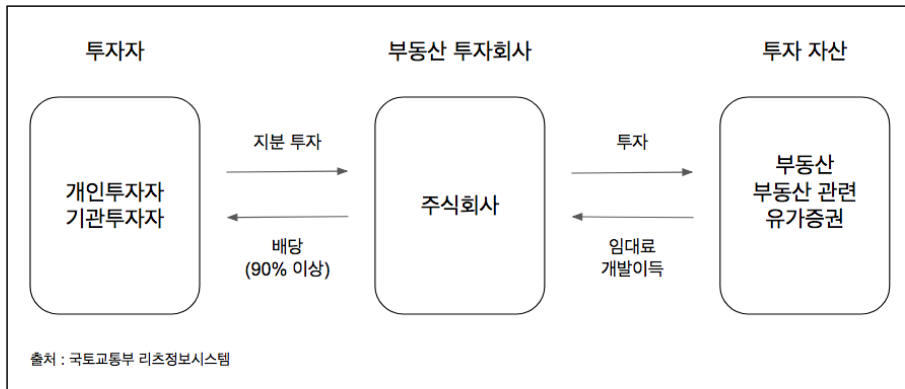 투자자
부동산 투자회사
투자 자산
개인투자자
기관투자자
지분 투자
배당
(90% 이상)
주식회사
투자
임대료
개발이득
부동산
부동산 관련
유가증권
출처 : 국토교통부 리츠정보시스템